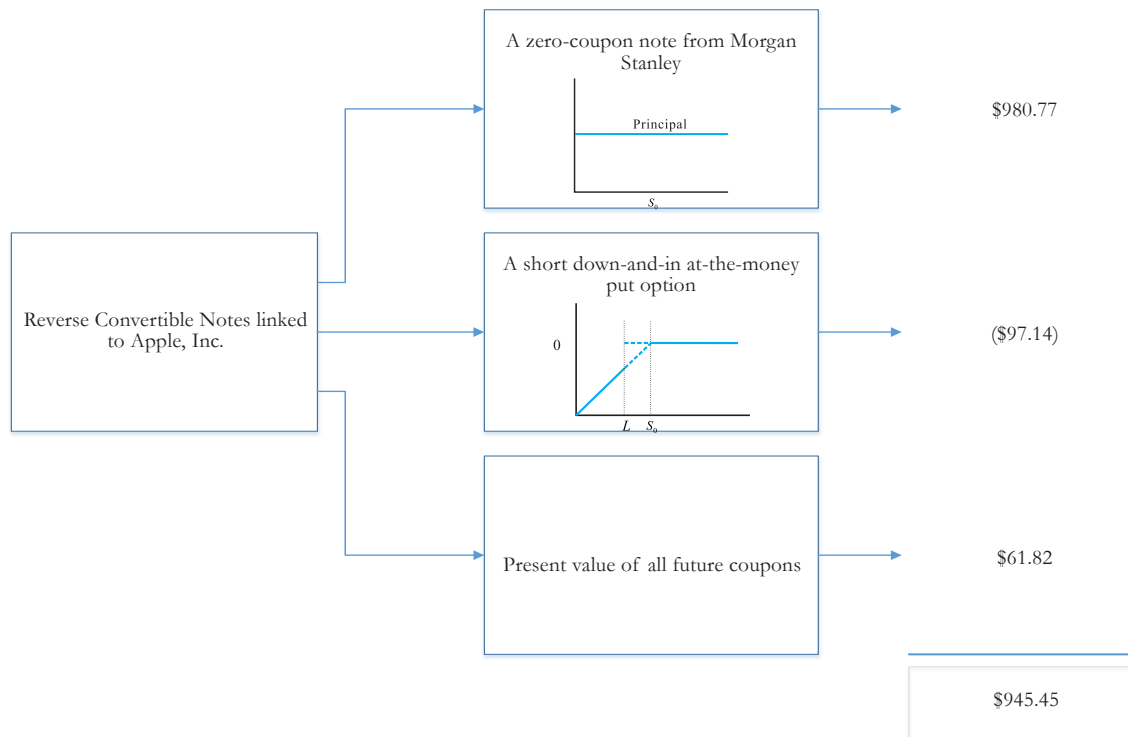 A zero-coupon note from Morgan
Stanley
Principal
S₀
$980.77
Reverse Convertible Notes linked
to Apple, Inc.
A short down-and-in at-the-money
put option
0
L S₀
($97.14)
Present value of all future coupons
$61.82
$945.45